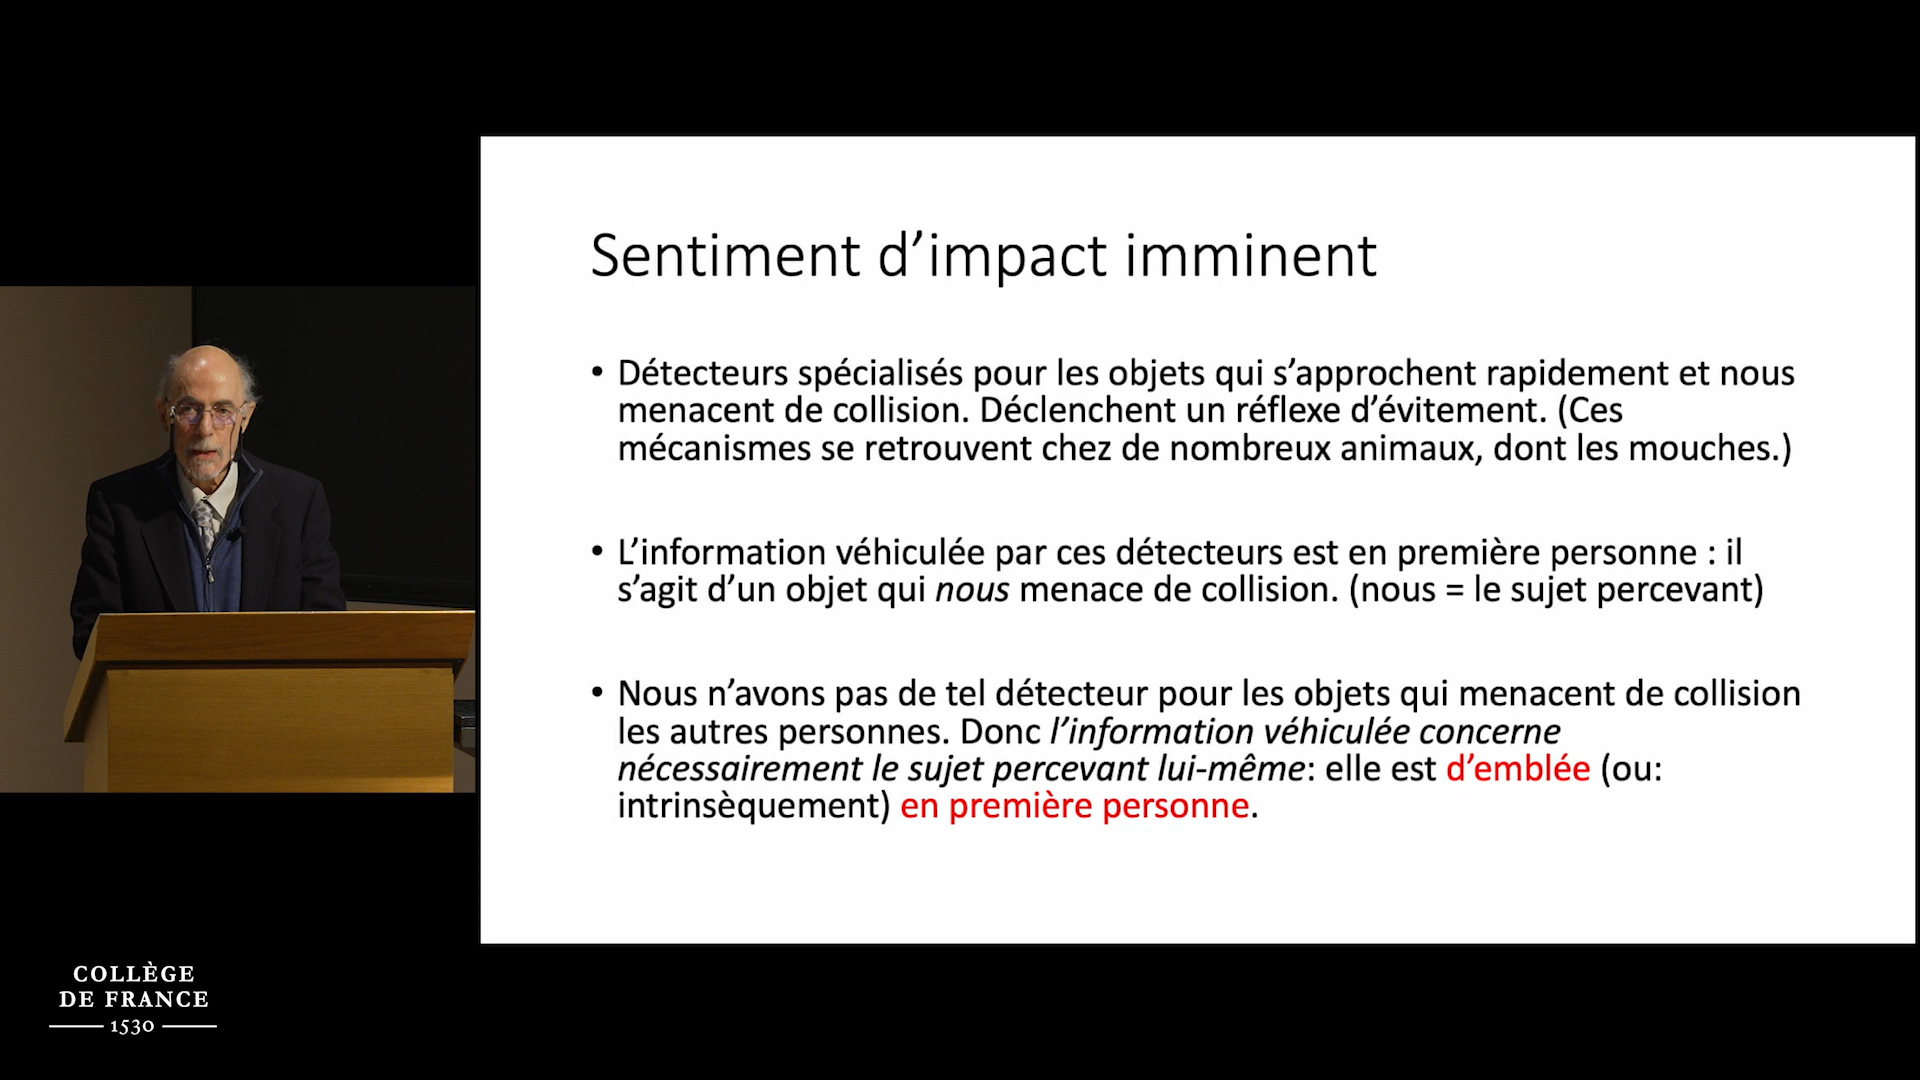 Sentiment d’impact imminent
• Détecteurs spécialisés pour les objets qui s’approchent rapidement et nous
menacent de collision. Déclenchent un réflexe d’évitement. (Ces
mécanismes se retrouvent chez de nombreux animaux, dont les mouches.)
• L’information véhiculée par ces détecteurs est en première personne : il
s’agit d’un objet qui nous menace de collision. (nous = le sujet percevant)
• Nous n’avons pas de tel détecteur pour les objets qui menacent de collision
les autres personnes. Donc l’information véhiculée concerne
nécessairement le sujet percevant lui-même: elle est d’emblée (ou:
intrinsèquement) en première personne.
COLLÈGE
DE FRANCE
1530